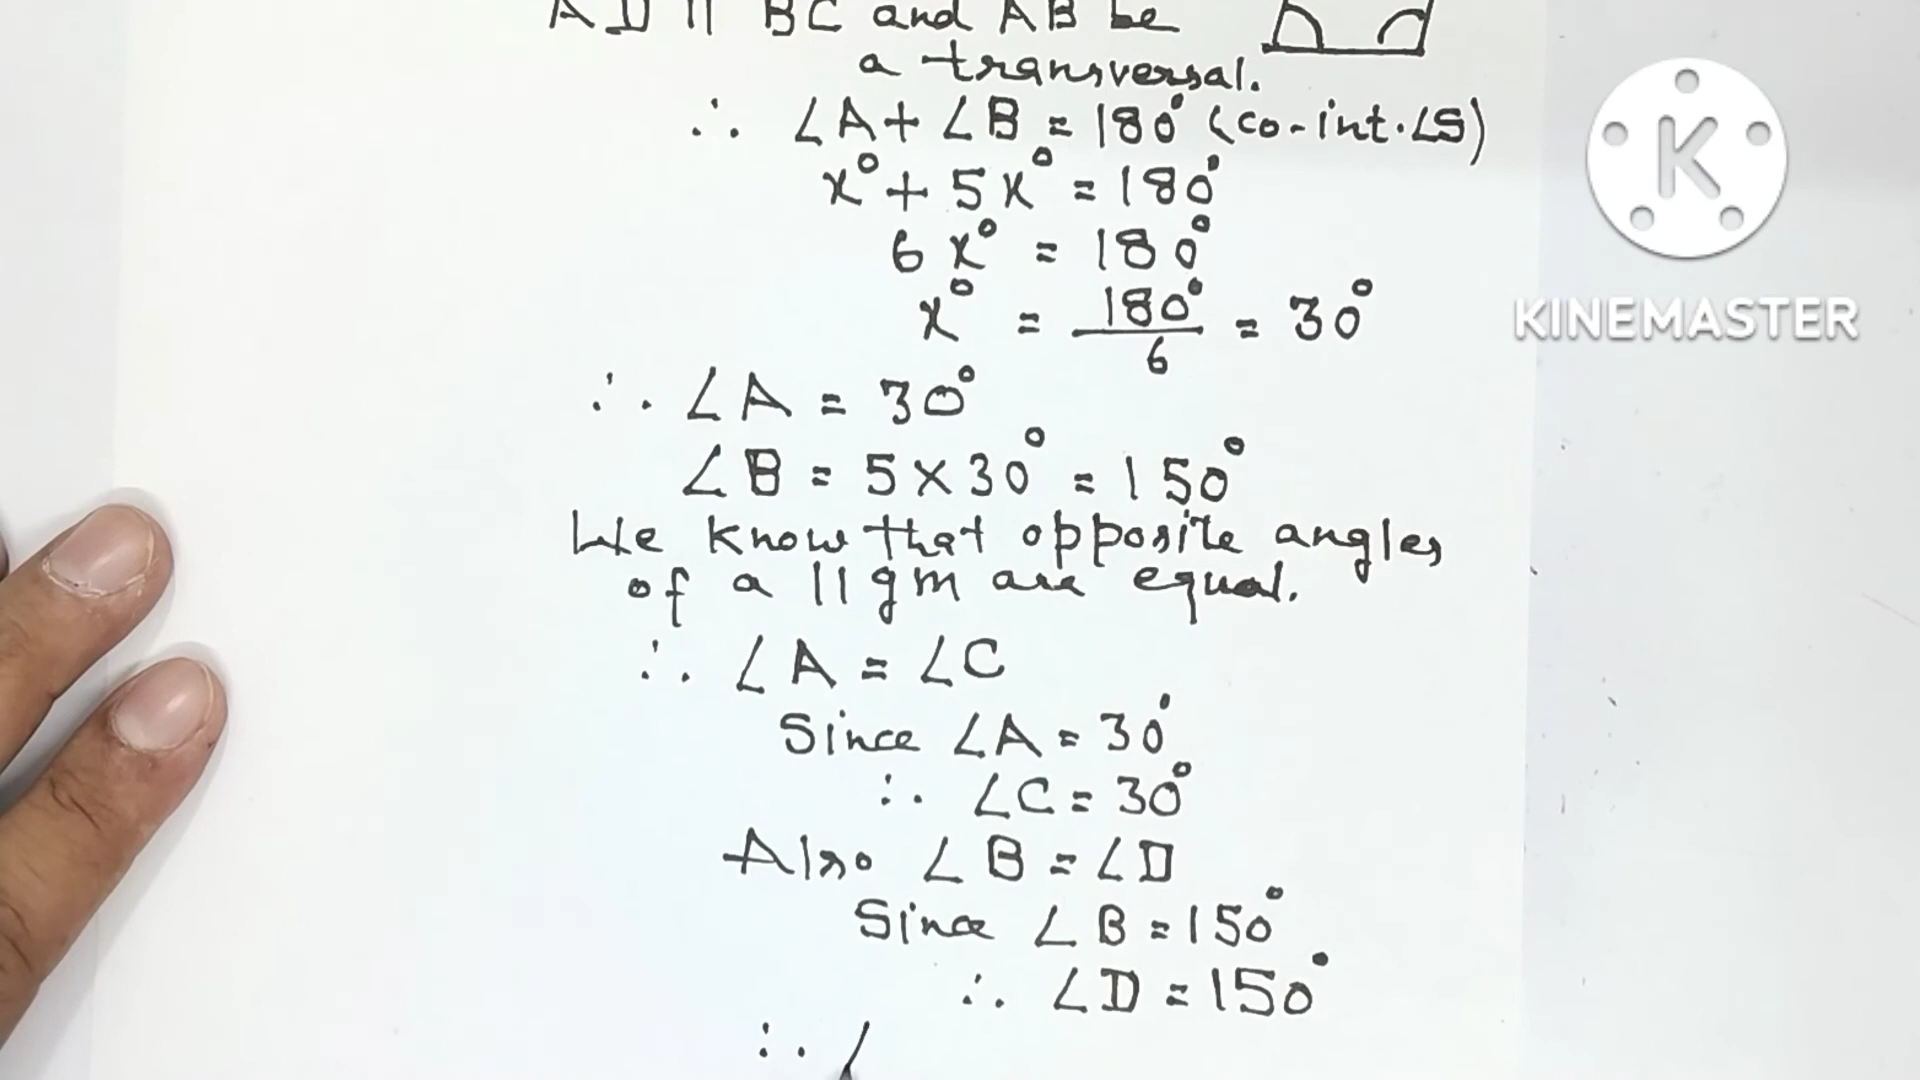 AD || BC and AB be
a transversal.
∴ ∠A + ∠B = 180° (co-int.∠S)
x° + 5x° = 180°
6x° = 180°
x° = 180°/6 = 30°
∴ ∠A = 30°
∠B = 5 × 30° = 150°
We know that opposite angles
of a ||gm are equal.
∴ ∠A = ∠C
Since ∠A = 30°
∴ ∠C = 30°
Also ∠B = ∠D
Since ∠B = 150°
∴ ∠D = 150°
∴ ∠
K
KINEMASTER